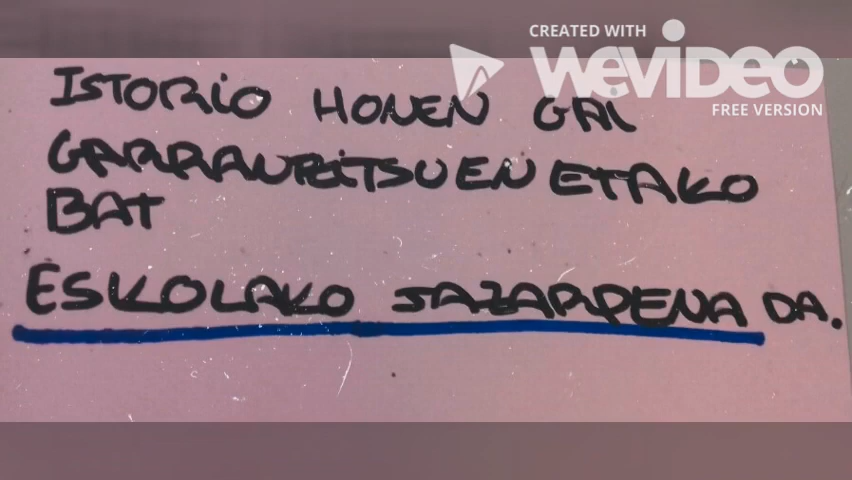 CREATED WITH
WEVIDEO
FREE VERSION
ISTORIO HONEN GAI
GARRANTZITSUENETAKO
BAT
ESKOLAKO JAZARPENA DA.